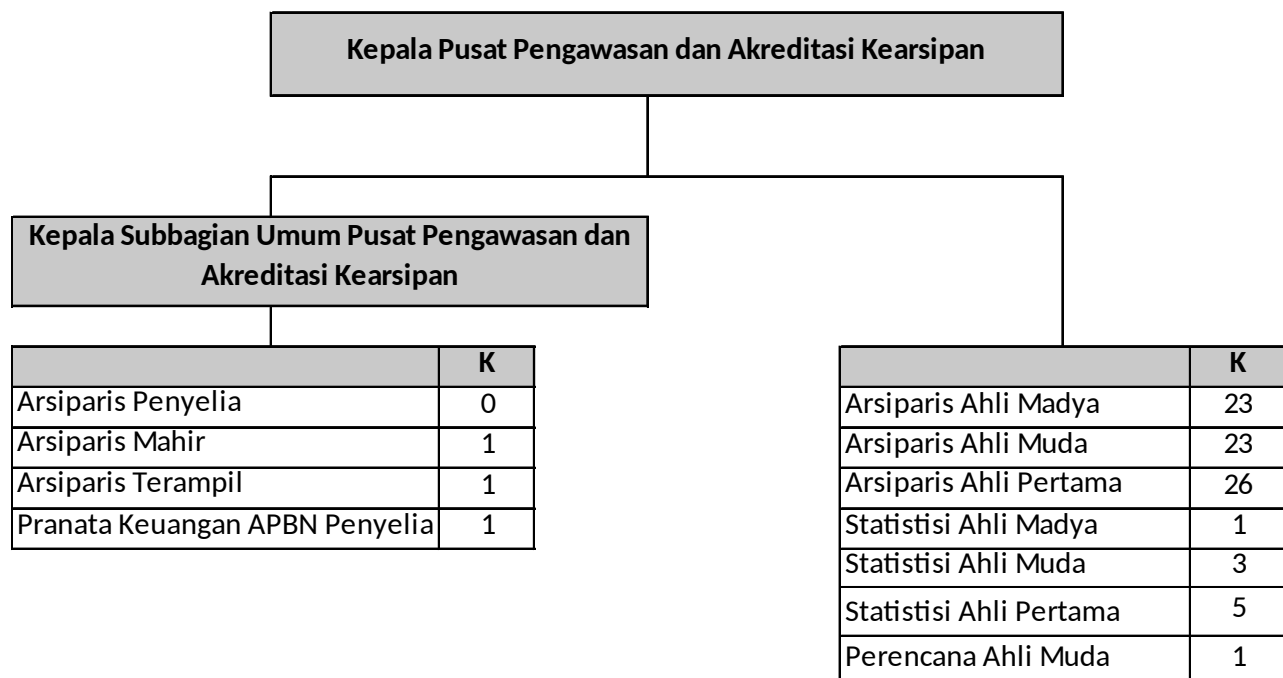 Kepala Pusat Pengawasan dan Akreditasi Kearsipan
Kepala Subbagian Umum Pusat Pengawasan dan
Akreditasi Kearsipan
K
Arsiparis Penyelia 0
Arsiparis Mahir 1
Arsiparis Terampil 1
Pranata Keuangan APBN Penyelia 1
K
Arsiparis Ahli Madya 23
Arsiparis Ahli Muda 23
Arsiparis Ahli Pertama 26
Statistisi Ahli Madya 1
Statistisi Ahli Muda 3
Statistisi Ahli Pertama 5
Perencana Ahli Muda 1